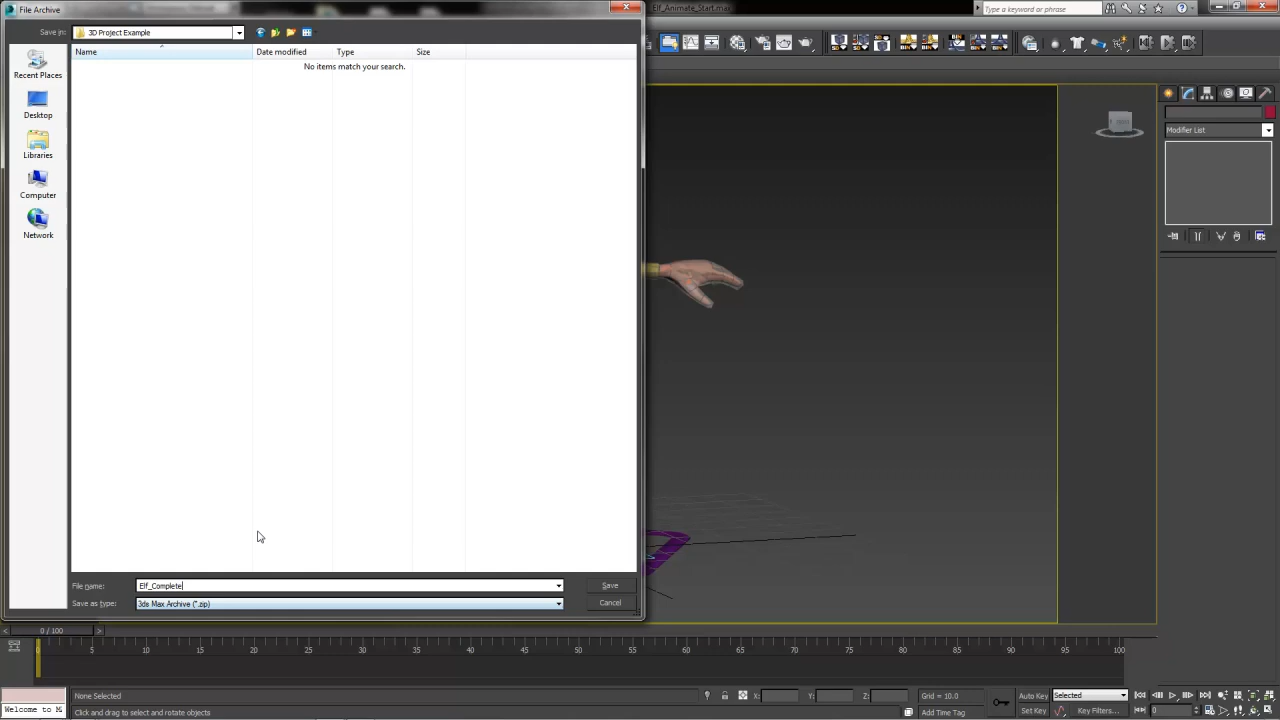 File Archive
Elf_Animate_Start.max
Type a keyword or phrase
Save in:
3D Project Example
Name
Date modified
Type
Size
No items match your search.
Recent Places
Desktop
Libraries
Computer
Network
Modifier List
File name:
Elf_Complete
Save
Save as type:
3ds Max Archive (*.zip)
Cancel
0 / 100
0
5
10
15
20
25
30
35
40
45
50
55
60
65
70
75
80
85
90
95
100
None Selected
X:
Y:
Z:
Grid = 10.0
Auto Key
Selected
Welcome to M
Click and drag to select and rotate objects
Add Time Tag
Set Key
Key Filters...
0